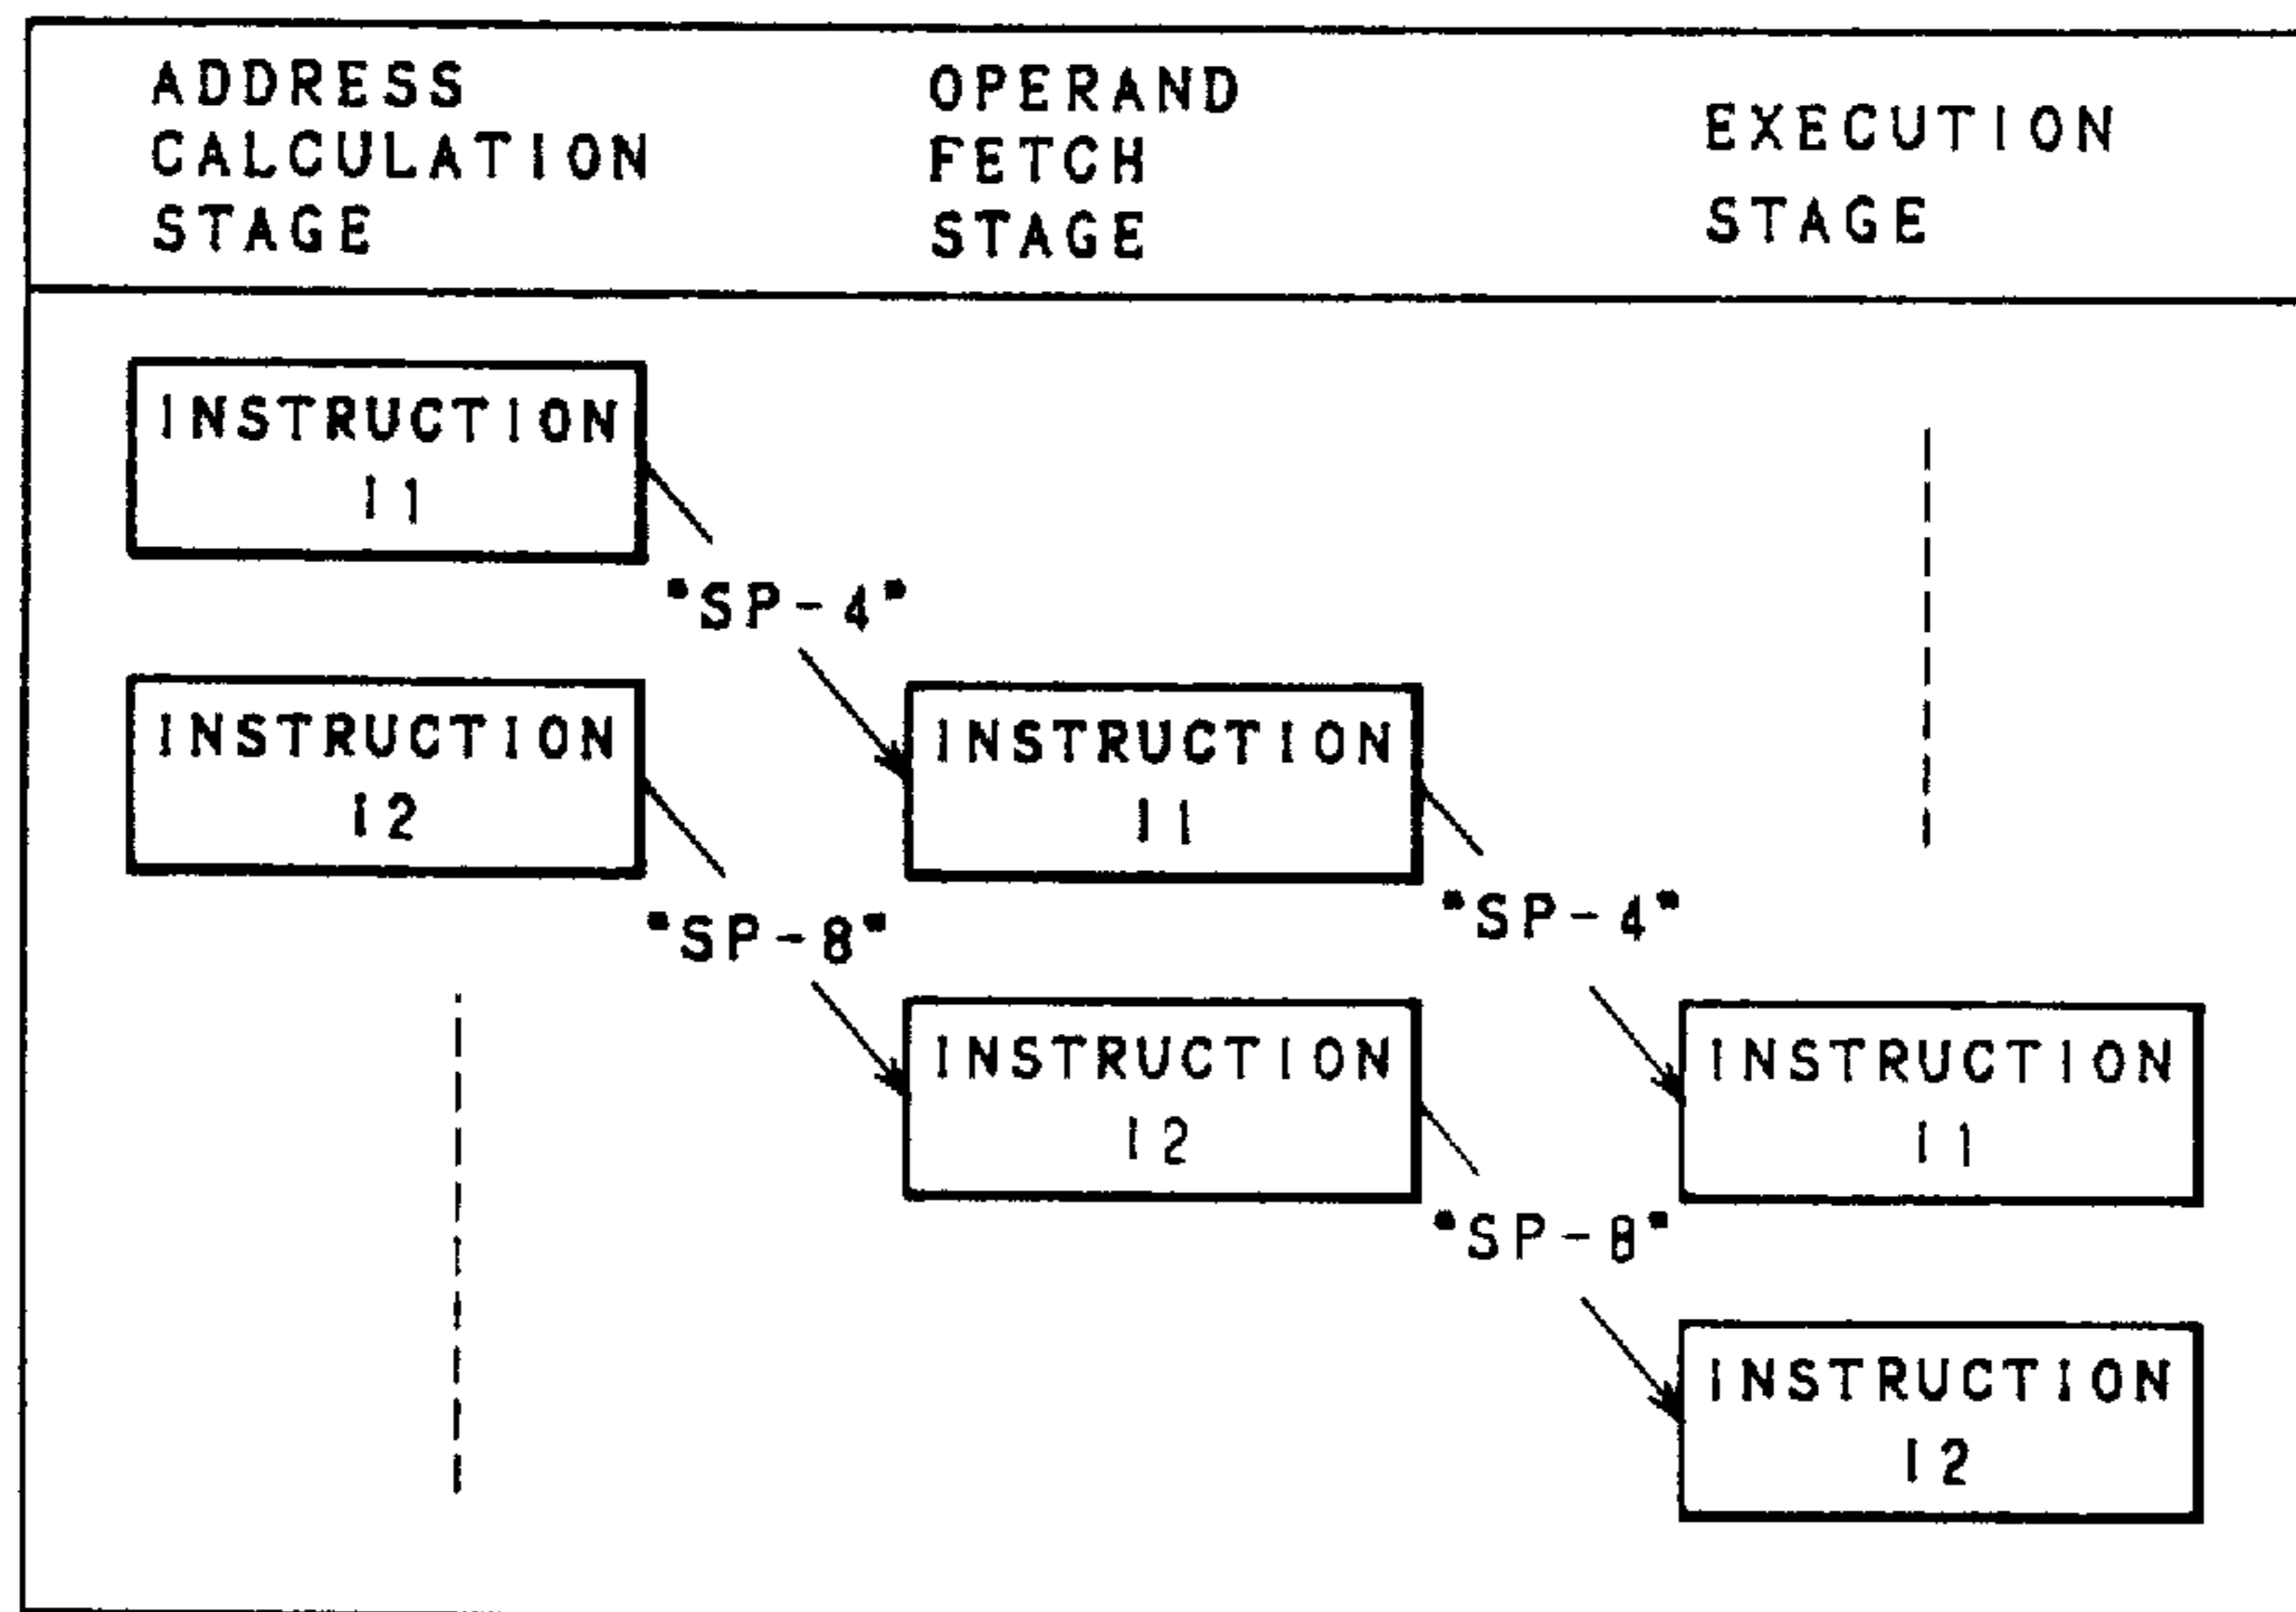 ADDRESS
CALCULATION
STAGE
OPERAND
FETCH
STAGE
EXECUTION
STAGE
INSTRUCTION
I1
"SP-4"
INSTRUCTION
I2
INSTRUCTION
I1
"SP-8"
"SP-4"
INSTRUCTION
I2
INSTRUCTION
I1
"SP-8"
INSTRUCTION
I2